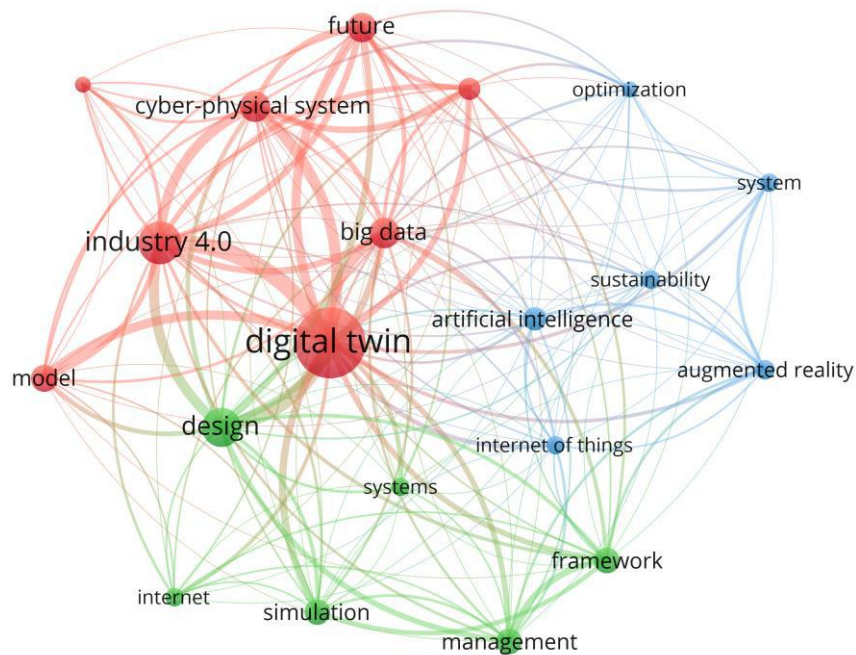 future
cyber-physical system
optimization
system
industry 4.0
big data
sustainability
artificial intelligence
digital twin
augmented reality
model
design
internet of things
systems
framework
internet
simulation
management